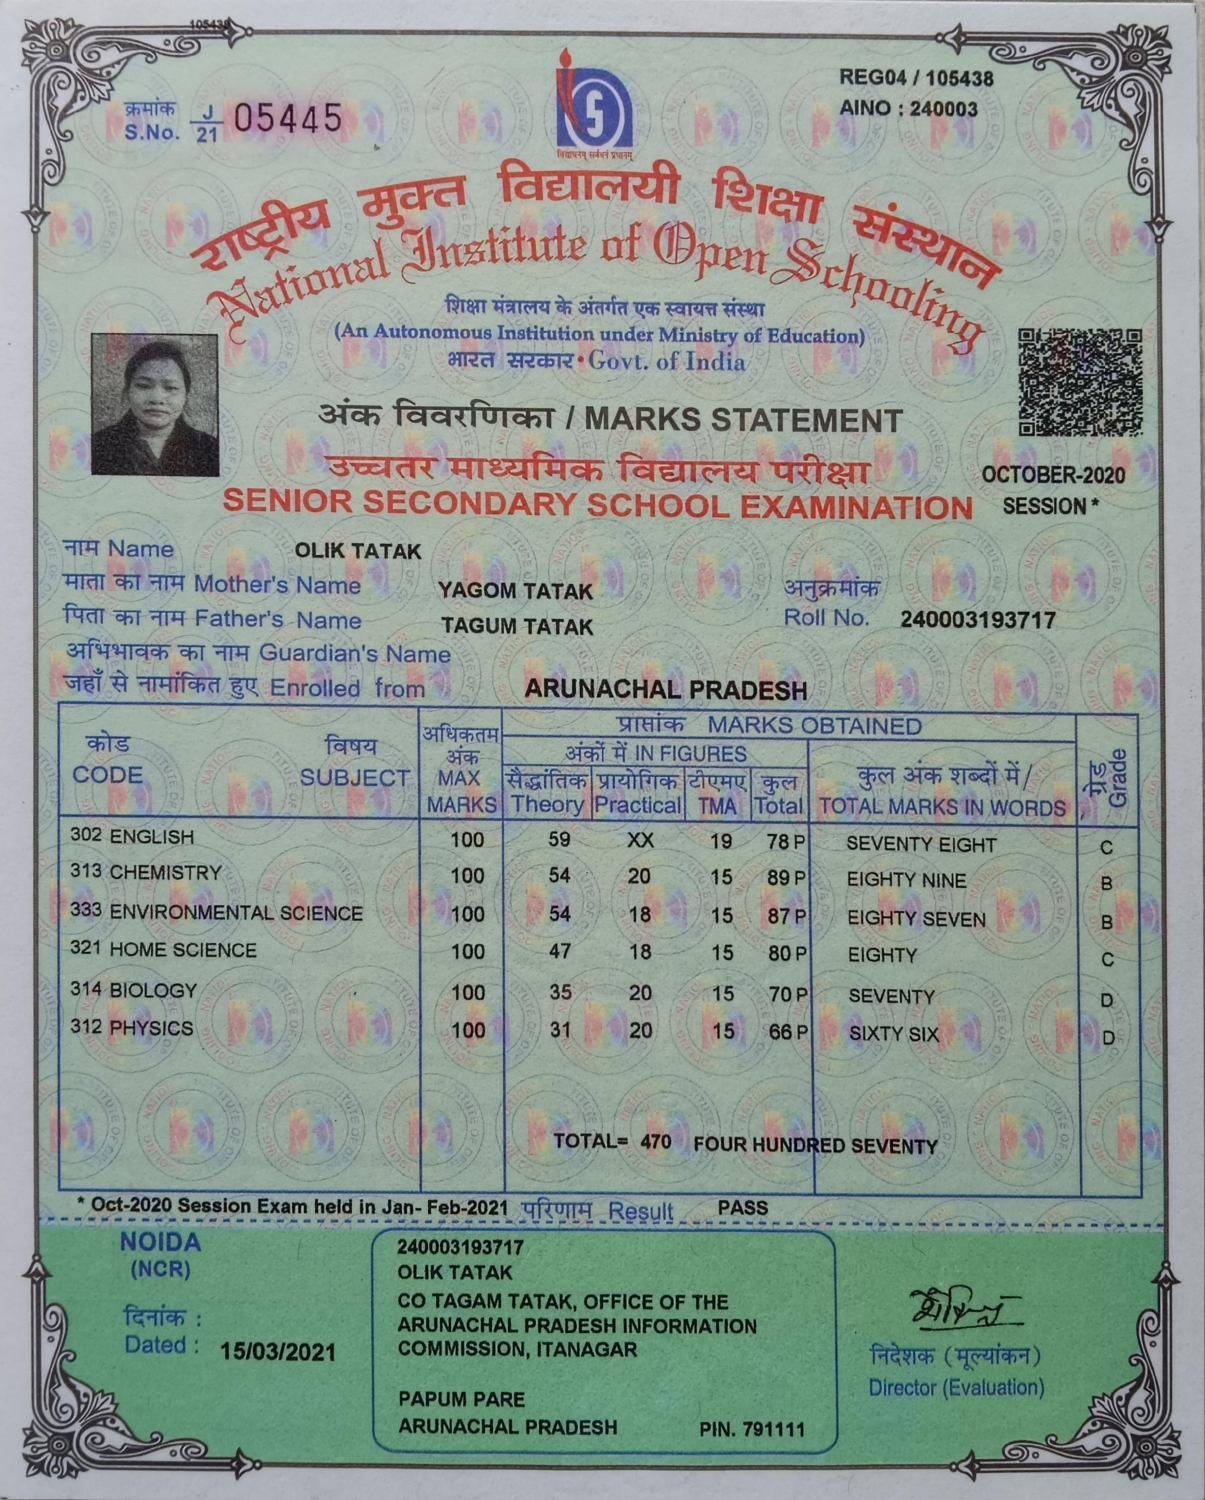 105438
क्रमांक
S.No. J/21 05445
REG04 / 105438
AINO : 240003
विद्याधनम् सर्वधनं प्रधानम्
राष्ट्रीय मुक्त विद्यालयी शिक्षा संस्थान
National Institute of Open Schooling
शिक्षा मंत्रालय के अंतर्गत एक स्वायत्त संस्था
(An Autonomous Institution under Ministry of Education)
भारत सरकार • Govt. of India
अंक विवरणिका / MARKS STATEMENT
उच्चतर माध्यमिक विद्यालय परीक्षा
SENIOR SECONDARY SCHOOL EXAMINATION
OCTOBER-2020
SESSION *
नाम Name OLIK TATAK
माता का नाम Mother's Name YAGOM TATAK
पिता का नाम Father's Name TAGUM TATAK
अनुक्रमांक
Roll No. 240003193717
अभिभावक का नाम Guardian's Name
जहाँ से नामांकित हुए Enrolled from ARUNACHAL PRADESH
कोड विषय
CODE SUBJECT
अधिकतम
अंक
MAX
MARKS
प्राप्तांक MARKS OBTAINED
अंकों में IN FIGURES
सैद्धांतिक प्रायोगिक टीएमए कुल
Theory Practical TMA Total
कुल अंक शब्दों में/
TOTAL MARKS IN WORDS
ग्रेड
Grade
302 ENGLISH 100 59 XX 19 78 P SEVENTY EIGHT C
313 CHEMISTRY 100 54 20 15 89 P EIGHTY NINE B
333 ENVIRONMENTAL SCIENCE 100 54 18 15 87 P EIGHTY SEVEN B
321 HOME SCIENCE 100 47 18 15 80 P EIGHTY C
314 BIOLOGY 100 35 20 15 70 P SEVENTY D
312 PHYSICS 100 31 20 15 66 P SIXTY SIX D
TOTAL= 470 FOUR HUNDRED SEVENTY
* Oct-2020 Session Exam held in Jan- Feb-2021 परिणाम Result PASS
NOIDA
(NCR)
दिनांक :
Dated : 15/03/2021
240003193717
OLIK TATAK
CO TAGAM TATAK, OFFICE OF THE
ARUNACHAL PRADESH INFORMATION
COMMISSION, ITANAGAR
PAPUM PARE
ARUNACHAL PRADESH PIN. 791111
निदेशक (मूल्यांकन)
Director (Evaluation)